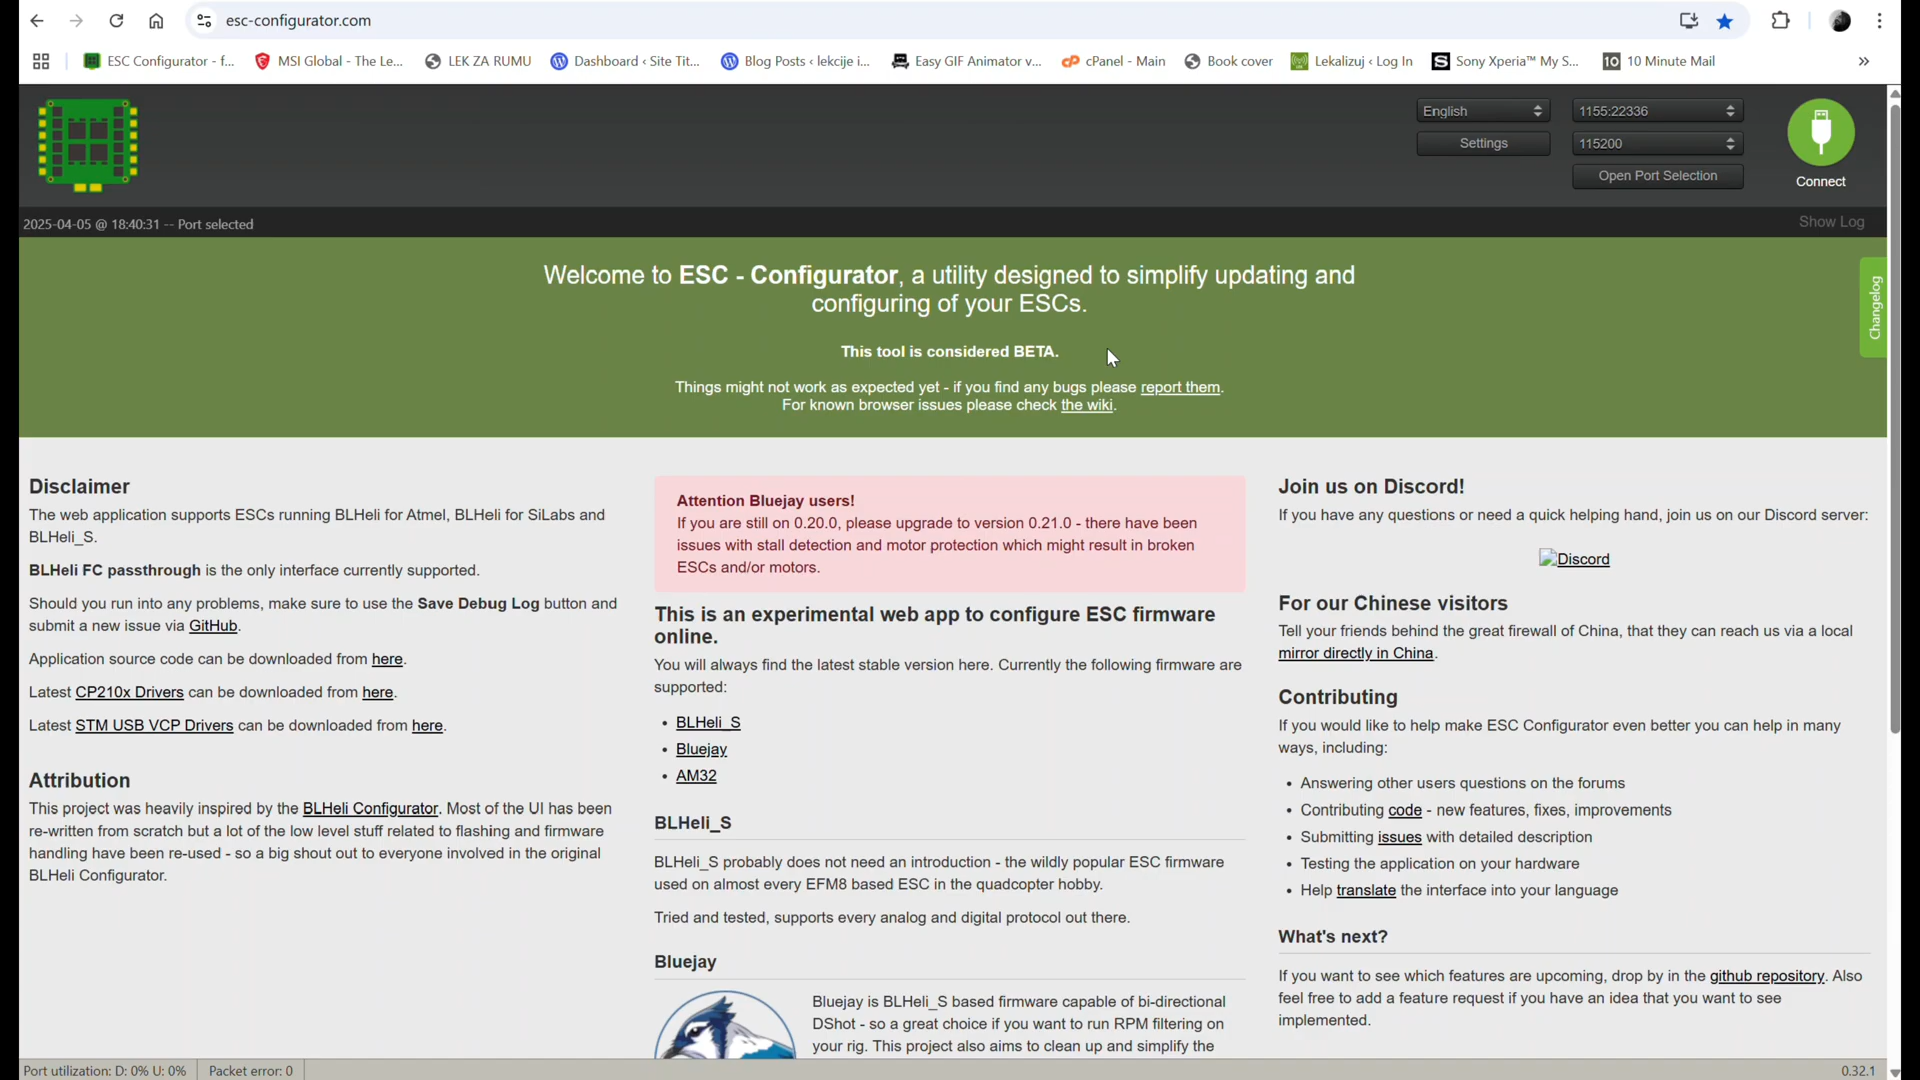 esc-configurator.com
ESC Configurator - f...
MSI Global - The Le...
LEK ZA RUMU
Dashboard ‹ Site Tit...
Blog Posts ‹ lekcije i...
Easy GIF Animator v...
cPanel - Main
Book cover
Lekalizuj ‹ Log In
Sony Xperia™ My S...
10 10 Minute Mail
English
1155:22336
Settings
115200
Open Port Selection
Connect
2025-04-05 @ 18:40:31 -- Port selected
Show Log
Welcome to ESC - Configurator, a utility designed to simplify updating and
configuring of your ESCs.
This tool is considered BETA.
Things might not work as expected yet - if you find any bugs please report them.
For known browser issues please check the wiki.
Changelog
Disclaimer
The web application supports ESCs running BLHeli for Atmel, BLHeli for SiLabs and
BLHeli_S.
BLHeli FC passthrough is the only interface currently supported.
Should you run into any problems, make sure to use the Save Debug Log button and
submit a new issue via GitHub.
Application source code can be downloaded from here.
Latest CP210x Drivers can be downloaded from here.
Latest STM USB VCP Drivers can be downloaded from here.
Attribution
This project was heavily inspired by the BLHeli Configurator. Most of the UI has been
re-written from scratch but a lot of the low level stuff related to flashing and firmware
handling have been re-used - so a big shout out to everyone involved in the original
BLHeli Configurator.
Attention Bluejay users!
If you are still on 0.20.0, please upgrade to version 0.21.0 - there have been
issues with stall detection and motor protection which might result in broken
ESCs and/or motors.
This is an experimental web app to configure ESC firmware
online.
You will always find the latest stable version here. Currently the following firmware are
supported:
• BLHeli_S
• Bluejay
• AM32
BLHeli_S
BLHeli_S probably does not need an introduction - the wildly popular ESC firmware
used on almost every EFM8 based ESC in the quadcopter hobby.
Tried and tested, supports every analog and digital protocol out there.
Bluejay
Bluejay is BLHeli_S based firmware capable of bi-directional
DShot - so a great choice if you want to run RPM filtering on
your rig. This project also aims to clean up and simplify the
Join us on Discord!
If you have any questions or need a quick helping hand, join us on our Discord server:
Discord
For our Chinese visitors
Tell your friends behind the great firewall of China, that they can reach us via a local
mirror directly in China.
Contributing
If you would like to help make ESC Configurator even better you can help in many
ways, including:
• Answering other users questions on the forums
• Contributing code - new features, fixes, improvements
• Submitting issues with detailed description
• Testing the application on your hardware
• Help translate the interface into your language
What's next?
If you want to see which features are upcoming, drop by in the github repository. Also
feel free to add a feature request if you have an idea that you want to see
implemented.
Port utilization: D: 0% U: 0%
Packet error: 0
0.32.1